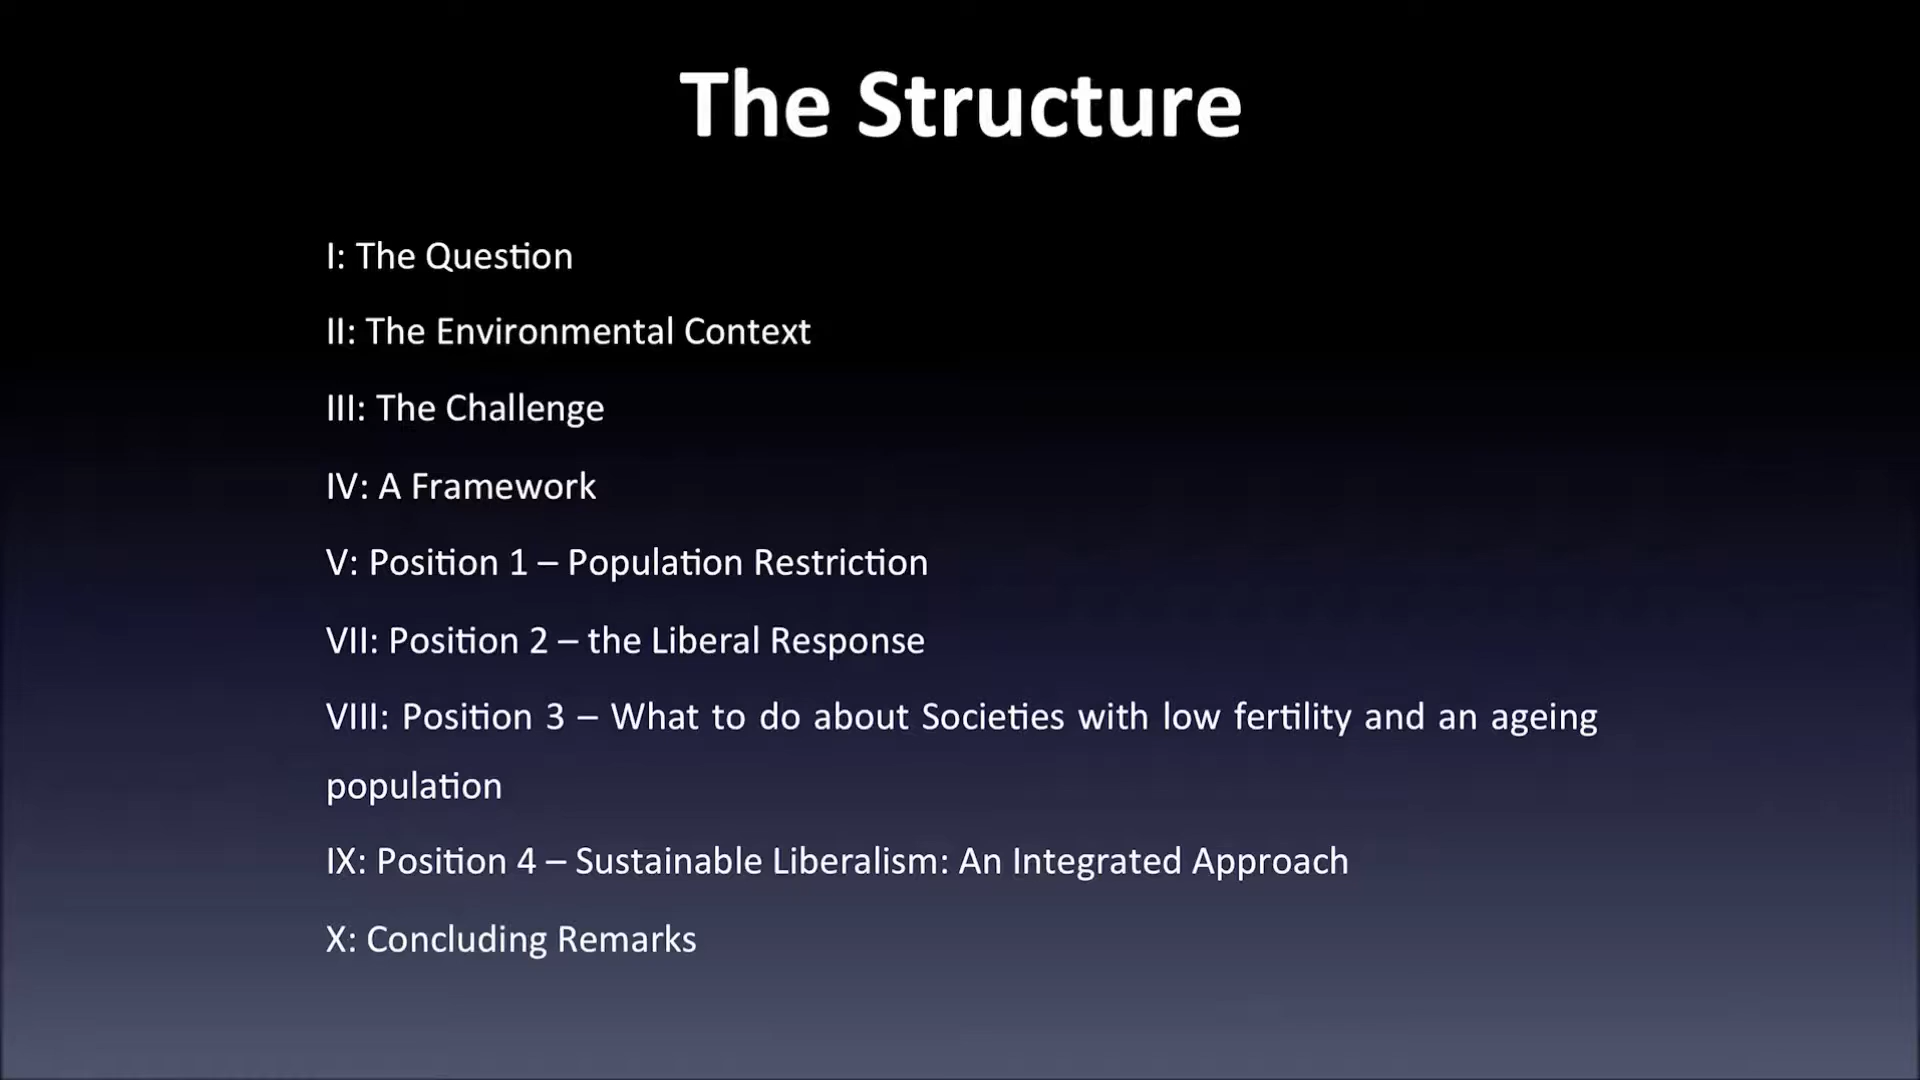 The Structure
I: The Question
II: The Environmental Context
III: The Challenge
IV: A Framework
V: Position 1 – Population Restriction
VII: Position 2 – the Liberal Response
VIII: Position 3 – What to do about Societies with low fertility and an ageing
population
IX: Position 4 – Sustainable Liberalism: An Integrated Approach
X: Concluding Remarks